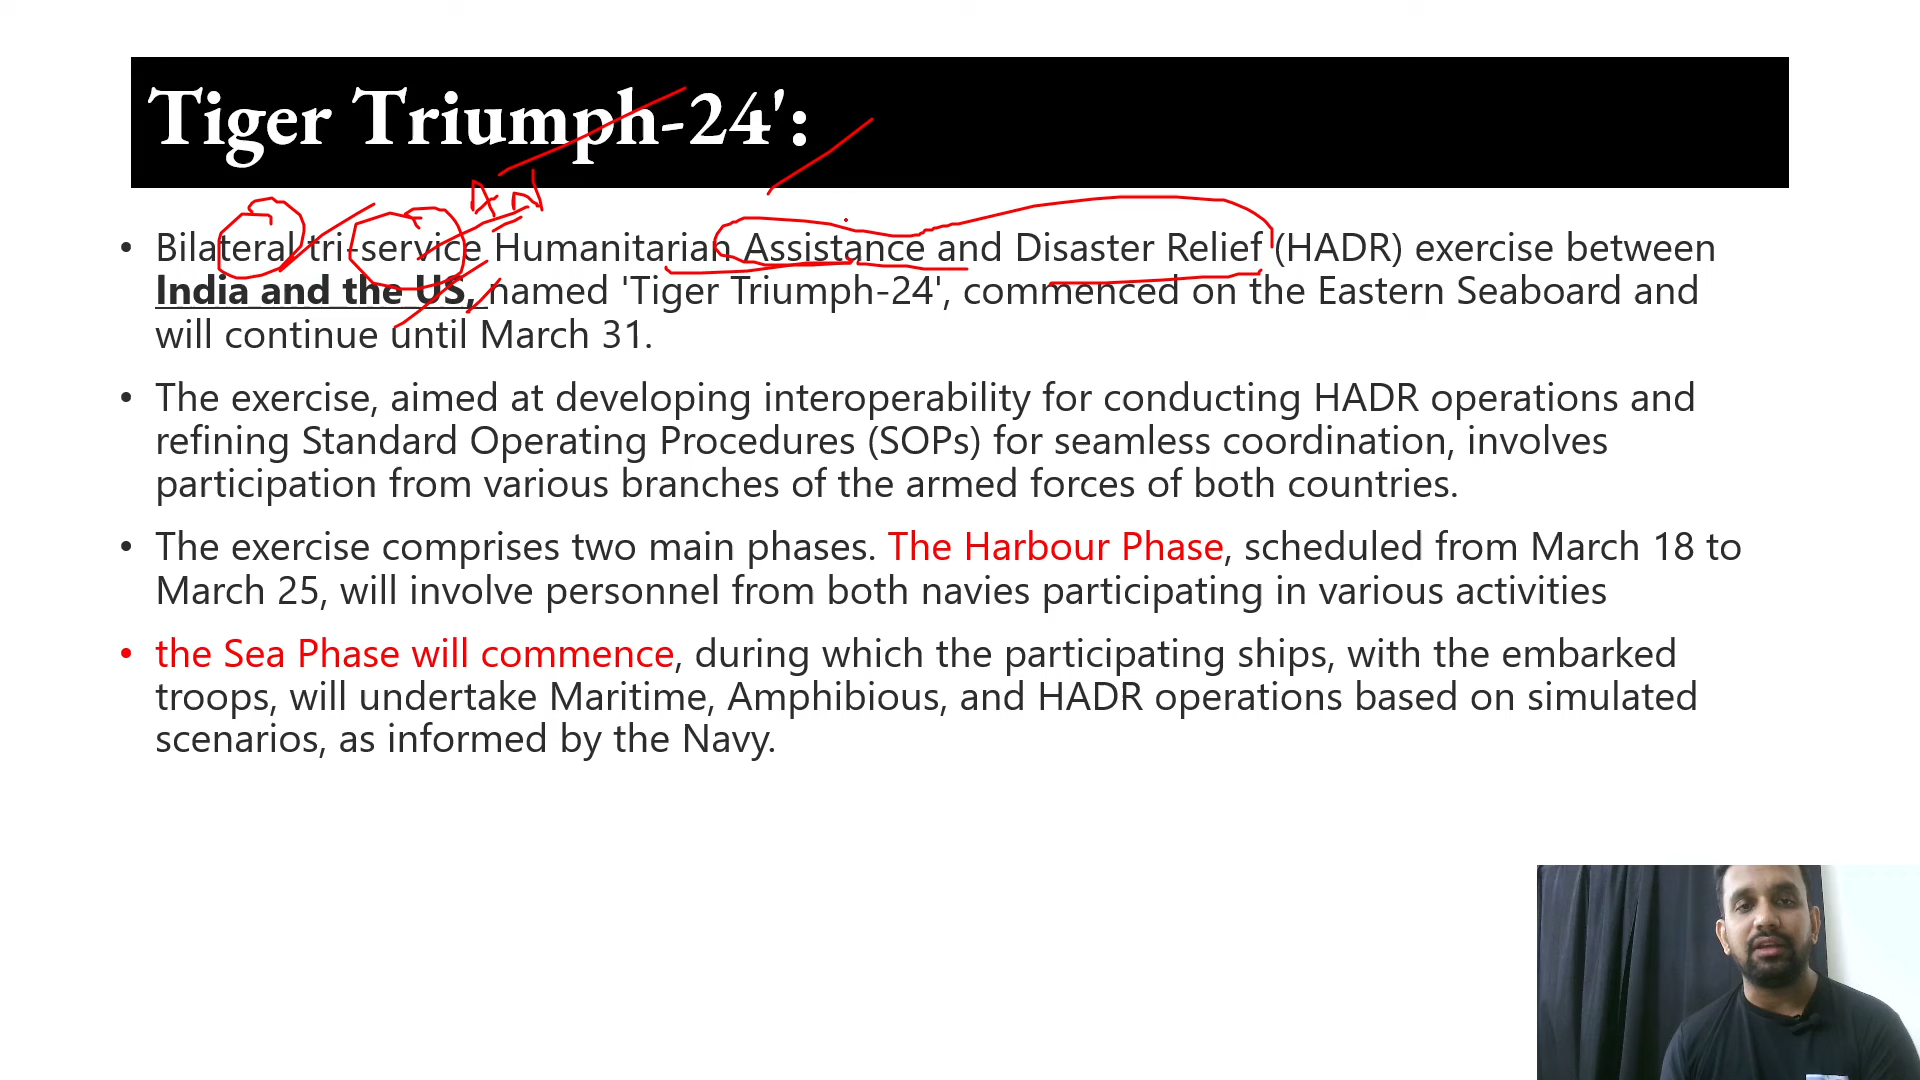 Tiger Triumph-24':
• Bilateral tri-service Humanitarian Assistance and Disaster Relief (HADR) exercise between
India and the US, named 'Tiger Triumph-24', commenced on the Eastern Seaboard and
will continue until March 31.
• The exercise, aimed at developing interoperability for conducting HADR operations and
refining Standard Operating Procedures (SOPs) for seamless coordination, involves
participation from various branches of the armed forces of both countries.
• The exercise comprises two main phases. The Harbour Phase, scheduled from March 18 to
March 25, will involve personnel from both navies participating in various activities
• the Sea Phase will commence, during which the participating ships, with the embarked
troops, will undertake Maritime, Amphibious, and HADR operations based on simulated
scenarios, as informed by the Navy.